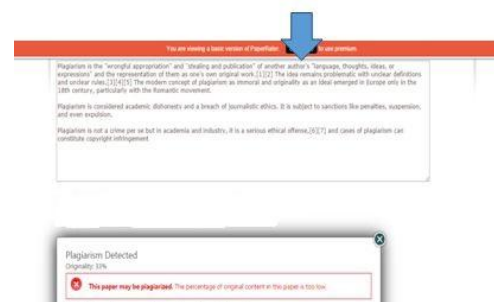 You are viewing a basic version of PaperRater. to use premium.
Plagiarism is the "wrongful appropriation" and "stealing and publication" of another author's "language, thoughts, ideas, or
expressions" and the representation of them as one's own original work.[1][2] The idea remains problematic with unclear definitions
and unclear rules.[3][4][5] The modern concept of plagiarism as immoral and originality as an ideal emerged in Europe only in the
18th century, particularly with the Romantic movement.
Plagiarism is considered academic dishonesty and a breach of journalistic ethics. It is subject to sanctions like penalties, suspension,
and even expulsion.
Plagiarism is not a crime per se but in academia and industry, it is a serious ethical offense,[6][7] and cases of plagiarism can
constitute copyright infringement
Plagiarism Detected
Originality: 33%
This paper may be plagiarized. The percentage of original content in this paper is too low.